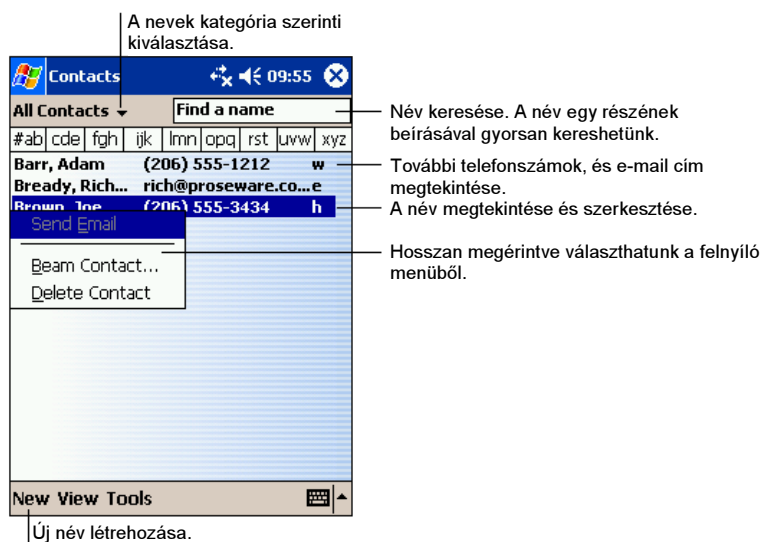 A nevek kategória szerinti
kiválasztása.
Contacts 09:55
All Contacts Find a name
#ab cde fgh ijk lmn opq rst uvw xyz
Barr, Adam (206) 555-1212 w
Bready, Rich... rich@proseware.co...e
Brown, Joe (206) 555-3434 h
Send Email
Beam Contact...
Delete Contact
New View Tools
Név keresése. A név egy részének
beírásával gyorsan kereshetünk.
További telefonszámok, és e-mail cím
megtekintése.
A név megtekintése és szerkesztése.
Hosszan megérintve választhatunk a felnyíló
menüből.
Új név létrehozása.